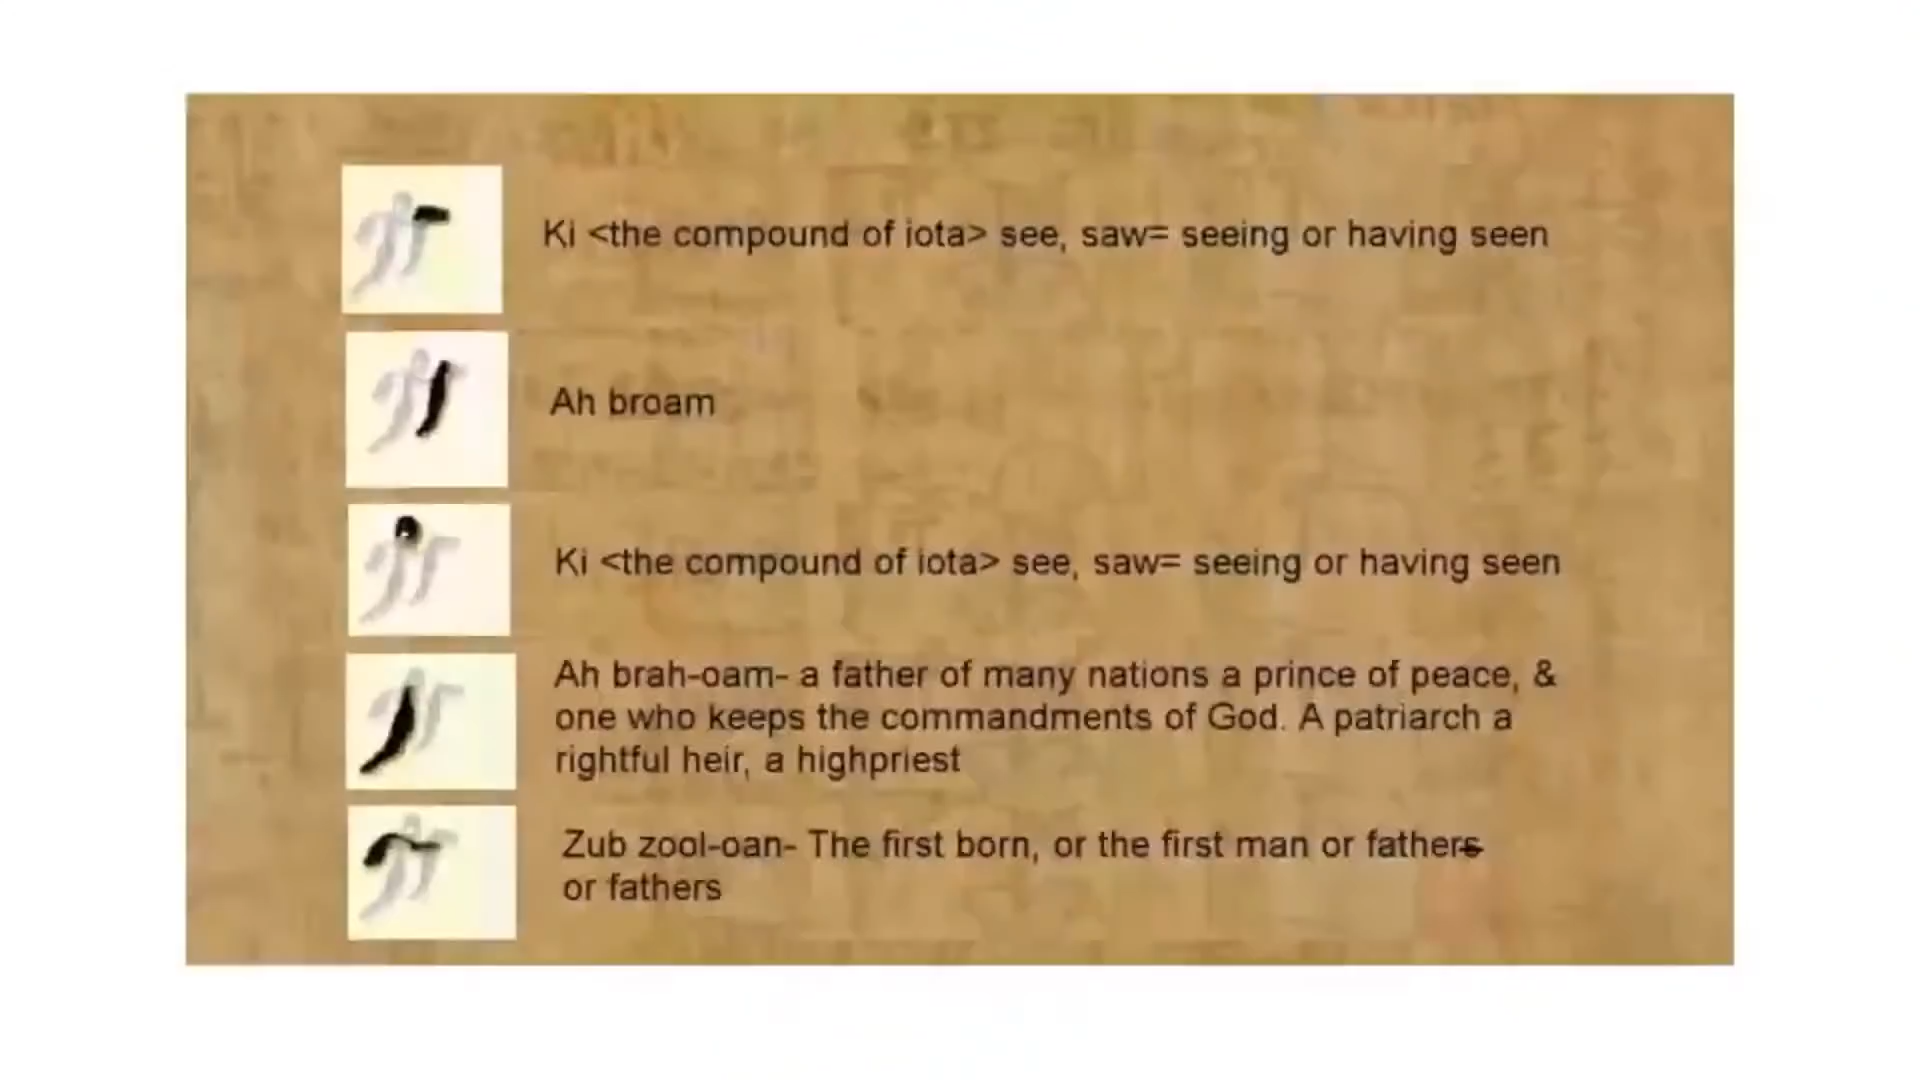 Ki <the compound of iota> see, saw= seeing or having seen
Ah broam
Ki <the compound of iota> see, saw= seeing or having seen
Ah brah-oam- a father of many nations a prince of peace, &
one who keeps the commandments of God. A patriarch a
rightful heir, a highpriest
Zub zool-oan- The first born, or the first man or fathers
or fathers